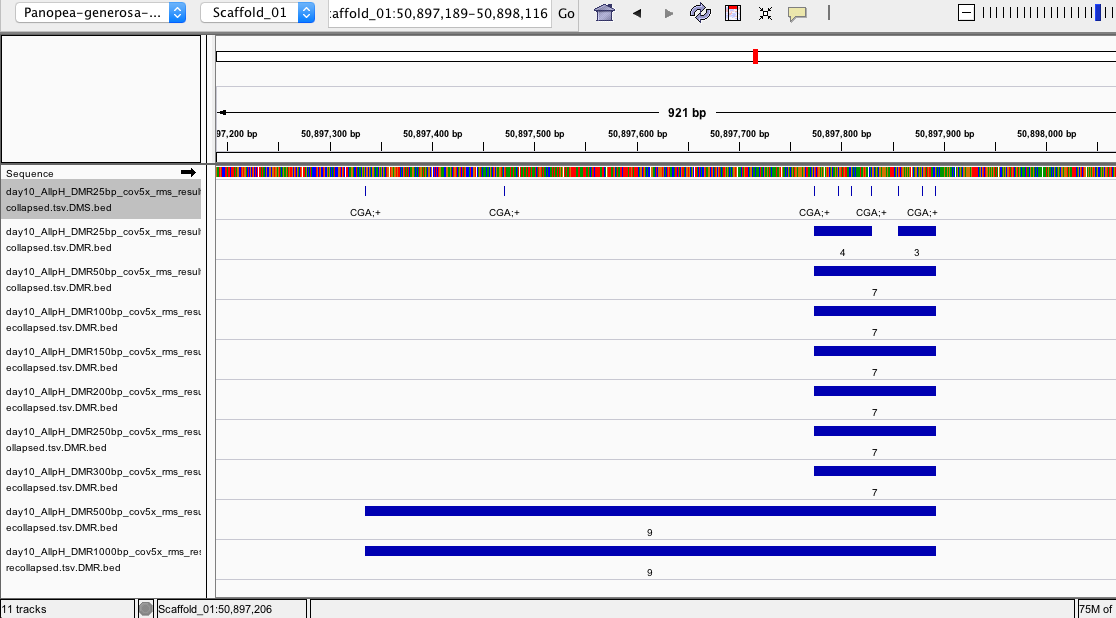 Panopea-generosa-... Scaffold_01 affold_01:50,897,189-50,898,116 Go
921 bp
97,200 bp 50,897,300 bp 50,897,400 bp 50,897,500 bp 50,897,600 bp 50,897,700 bp 50,897,800 bp 50,897,900 bp 50,898,000 bp
Sequence
day10_AllpH_DMR25bp_cov5x_rms_resul
collapsed.tsv.DMS.bed
CGA;+ CGA;+ CGA;+ CGA;+ CGA;+
day10_AllpH_DMR25bp_cov5x_rms_resul
collapsed.tsv.DMR.bed
4 3
day10_AllpH_DMR50bp_cov5x_rms_resul
collapsed.tsv.DMR.bed
7
day10_AllpH_DMR100bp_cov5x_rms_resu
ecollapsed.tsv.DMR.bed
7
day10_AllpH_DMR150bp_cov5x_rms_resu
ecollapsed.tsv.DMR.bed
7
day10_AllpH_DMR200bp_cov5x_rms_resu
ecollapsed.tsv.DMR.bed
7
day10_AllpH_DMR250bp_cov5x_rms_resu
ollapsed.tsv.DMR.bed
7
day10_AllpH_DMR300bp_cov5x_rms_resu
ecollapsed.tsv.DMR.bed
7
day10_AllpH_DMR500bp_cov5x_rms_resu
ecollapsed.tsv.DMR.bed
9
day10_AllpH_DMR1000bp_cov5x_rms_res
recollapsed.tsv.DMR.bed
9
11 tracks Scaffold_01:50,897,206 75M of